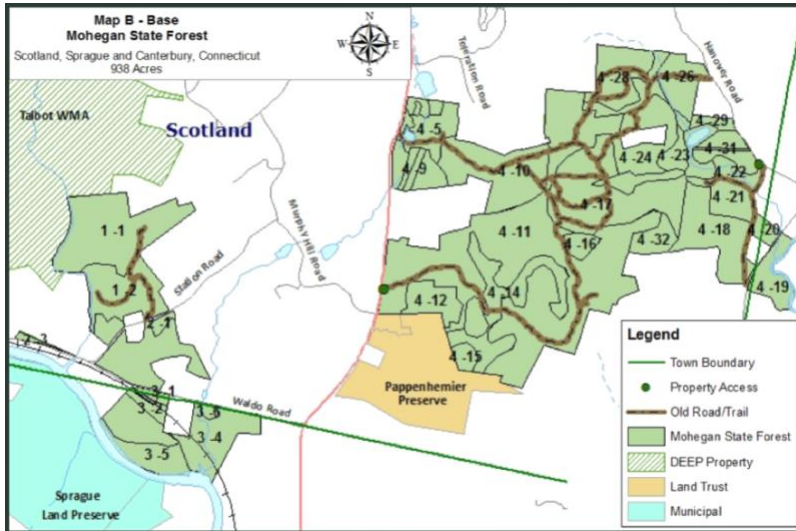 Map B - Base
Mohegan State Forest
Scotland, Sprague and Canterbury, Connecticut
938 Acres
N
W
E
S
Talbot WMA
Scotland
Toleration Road
Hanover Road
4 -28
4 -26
4 -5
4 -29
4 -31
4 -9
4 -10
4 -24
4 -23
4 -22
4 -21
4 -17
1 -1
Murphy Hill Road
4 -11
4 -16
4 -32
4 -18
4 -20
Station Road
1 -2
4 -12
4 -14
4 -19
2 -1
2 -3
4 -15
Pappenhemier
Preserve
3 -1
3 -2
3 -6
Waldo Road
3 -4
3 -5
Sprague
Land Preserve
Legend
Town Boundary
Property Access
Old Road/Trail
Mohegan State Forest
DEEP Property
Land Trust
Municipal